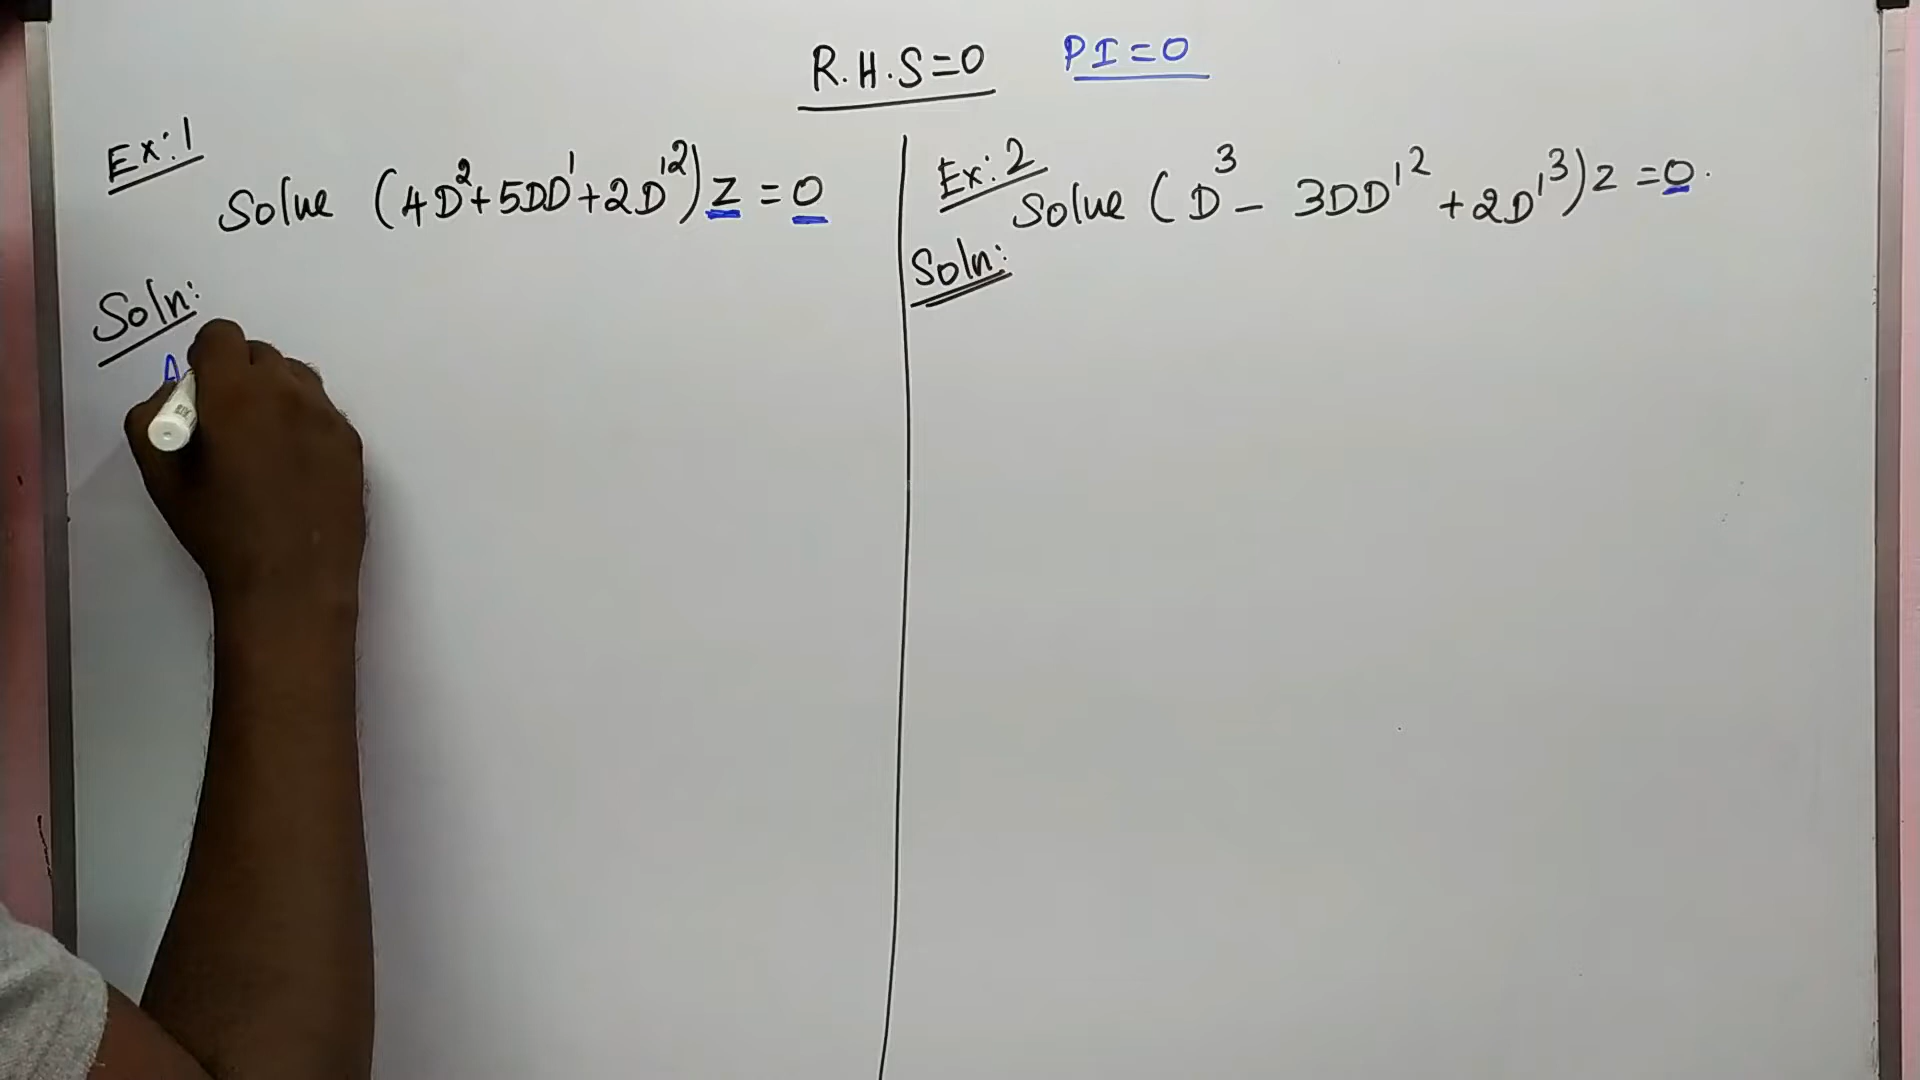 R.H.S=0 PI=0
Ex:1
Solve (4D²+5DD'+2D'²)z = 0
Soln:
A
Ex:2
Solve (D³ - 3DD'² +2D'³)z =0.
Soln: